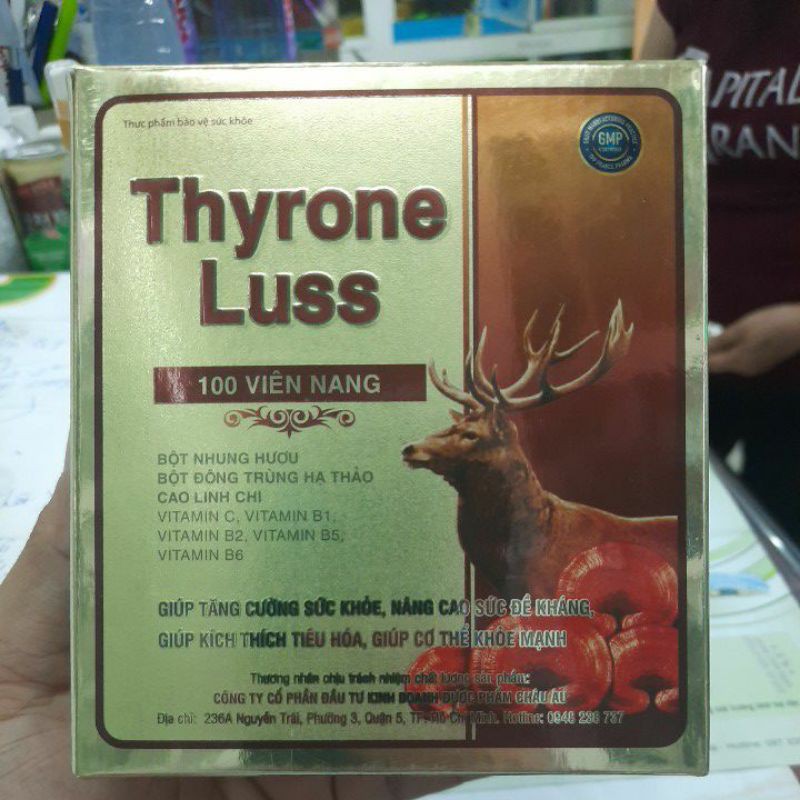 Thực phẩm bảo vệ sức khỏe
GMP
Thyrone
Luss
100 VIÊN NANG
BỘT NHUNG HƯƠU
BỘT ĐÔNG TRÙNG HẠ THẢO
CAO LINH CHI
VITAMIN C, VITAMIN B1,
VITAMIN B2, VITAMIN B5,
VITAMIN B6
GIÚP TĂNG CƯỜNG SỨC KHỎE, NÂNG CAO SỨC ĐỀ KHÁNG,
GIÚP KÍCH THÍCH TIÊU HÓA, GIÚP CƠ THỂ KHỎE MẠNH
Thương nhân chịu trách nhiệm chất lượng sản phẩm:
CÔNG TY CỔ PHẦN ĐẦU TƯ KINH DOANH DƯỢC PHẨM CHÂU ÂU
Địa chỉ: 236A Nguyễn Trãi, Phường 3, Quận 5, TP. Hồ Chí Minh. Hotline: 0948 236 737
PITAL
RAN